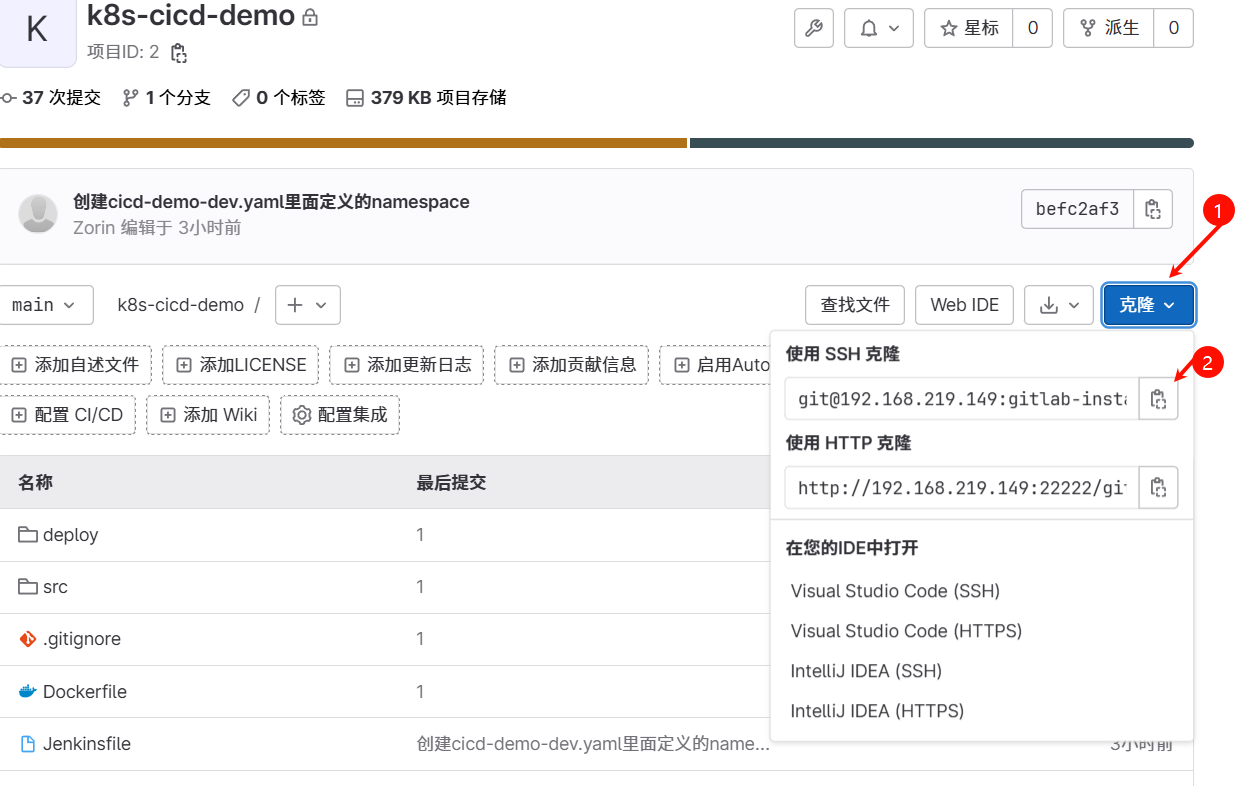 K
k8s-cicd-demo
项目ID: 2
星标 0
派生 0
37 次提交 1 个分支 0 个标签 379 KB 项目存储
创建cicd-demo-dev.yaml里面定义的namespace
Zorin 编辑于 3小时前
befc2af3
1
main k8s-cicd-demo / 查找文件 Web IDE 克隆
添加自述文件 添加LICENSE 添加更新日志 添加贡献信息 启用Auto
配置 CI/CD 添加 Wiki 配置集成
使用 SSH 克隆
2
git@192.168.219.149:gitlab-insta
使用 HTTP 克隆
http://192.168.219.149:22222/git
在您的IDE中打开
Visual Studio Code (SSH)
Visual Studio Code (HTTPS)
IntelliJ IDEA (SSH)
IntelliJ IDEA (HTTPS)
名称 最后提交
deploy 1
src 1
.gitignore 1
Dockerfile 1
Jenkinsfile 创建cicd-demo-dev.yaml里面定义的name... 3小时前